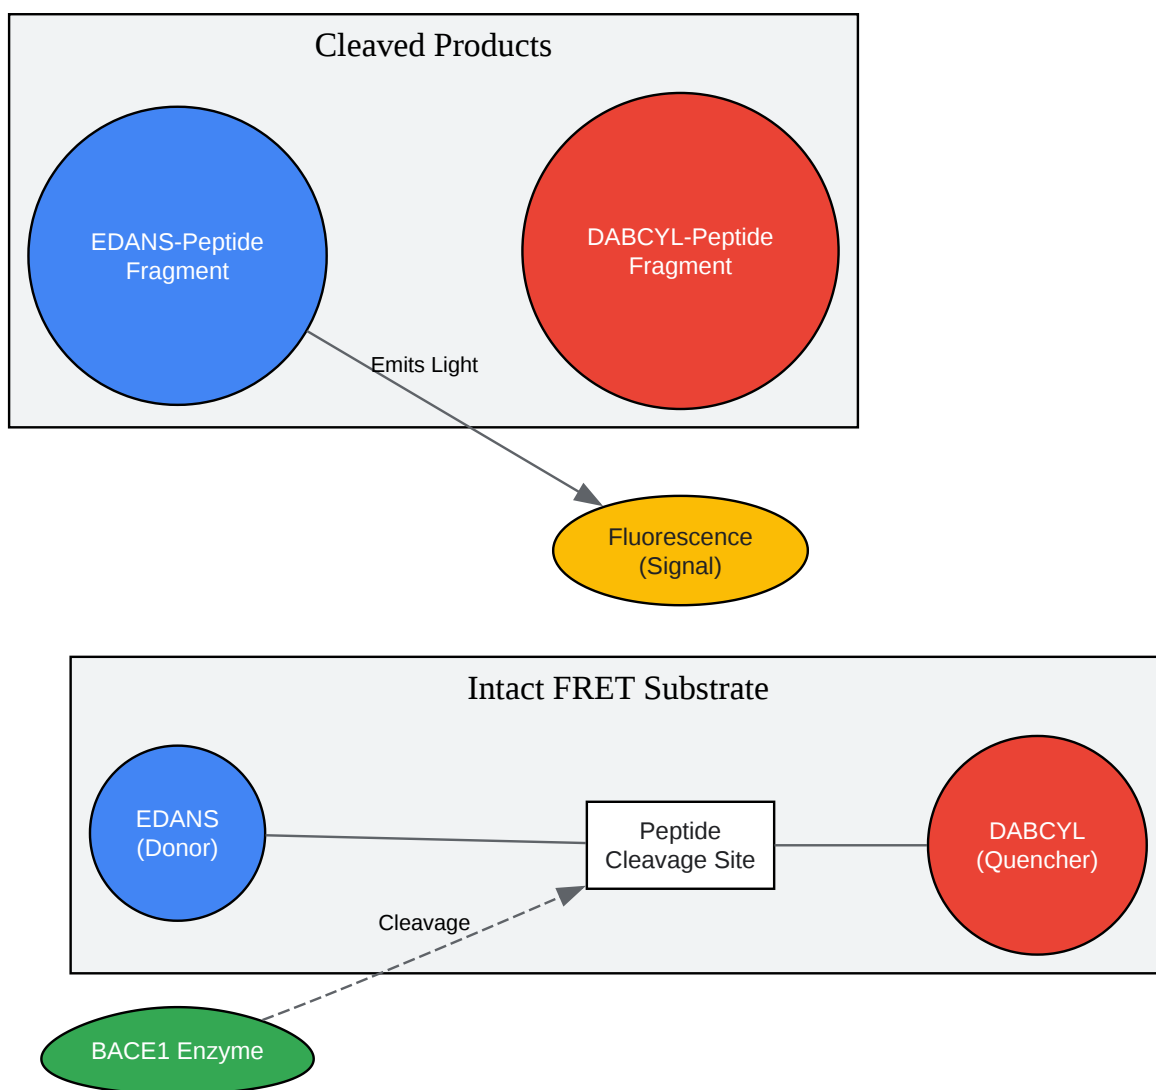 Cleaved Products
EDANS-Peptide
Fragment
DABCYL-Peptide
Fragment
Emits Light
Fluorescence
(Signal)
Intact FRET Substrate
EDANS
(Donor)
Peptide
Cleavage Site
DABCYL
(Quencher)
Cleavage
BACE1 Enzyme